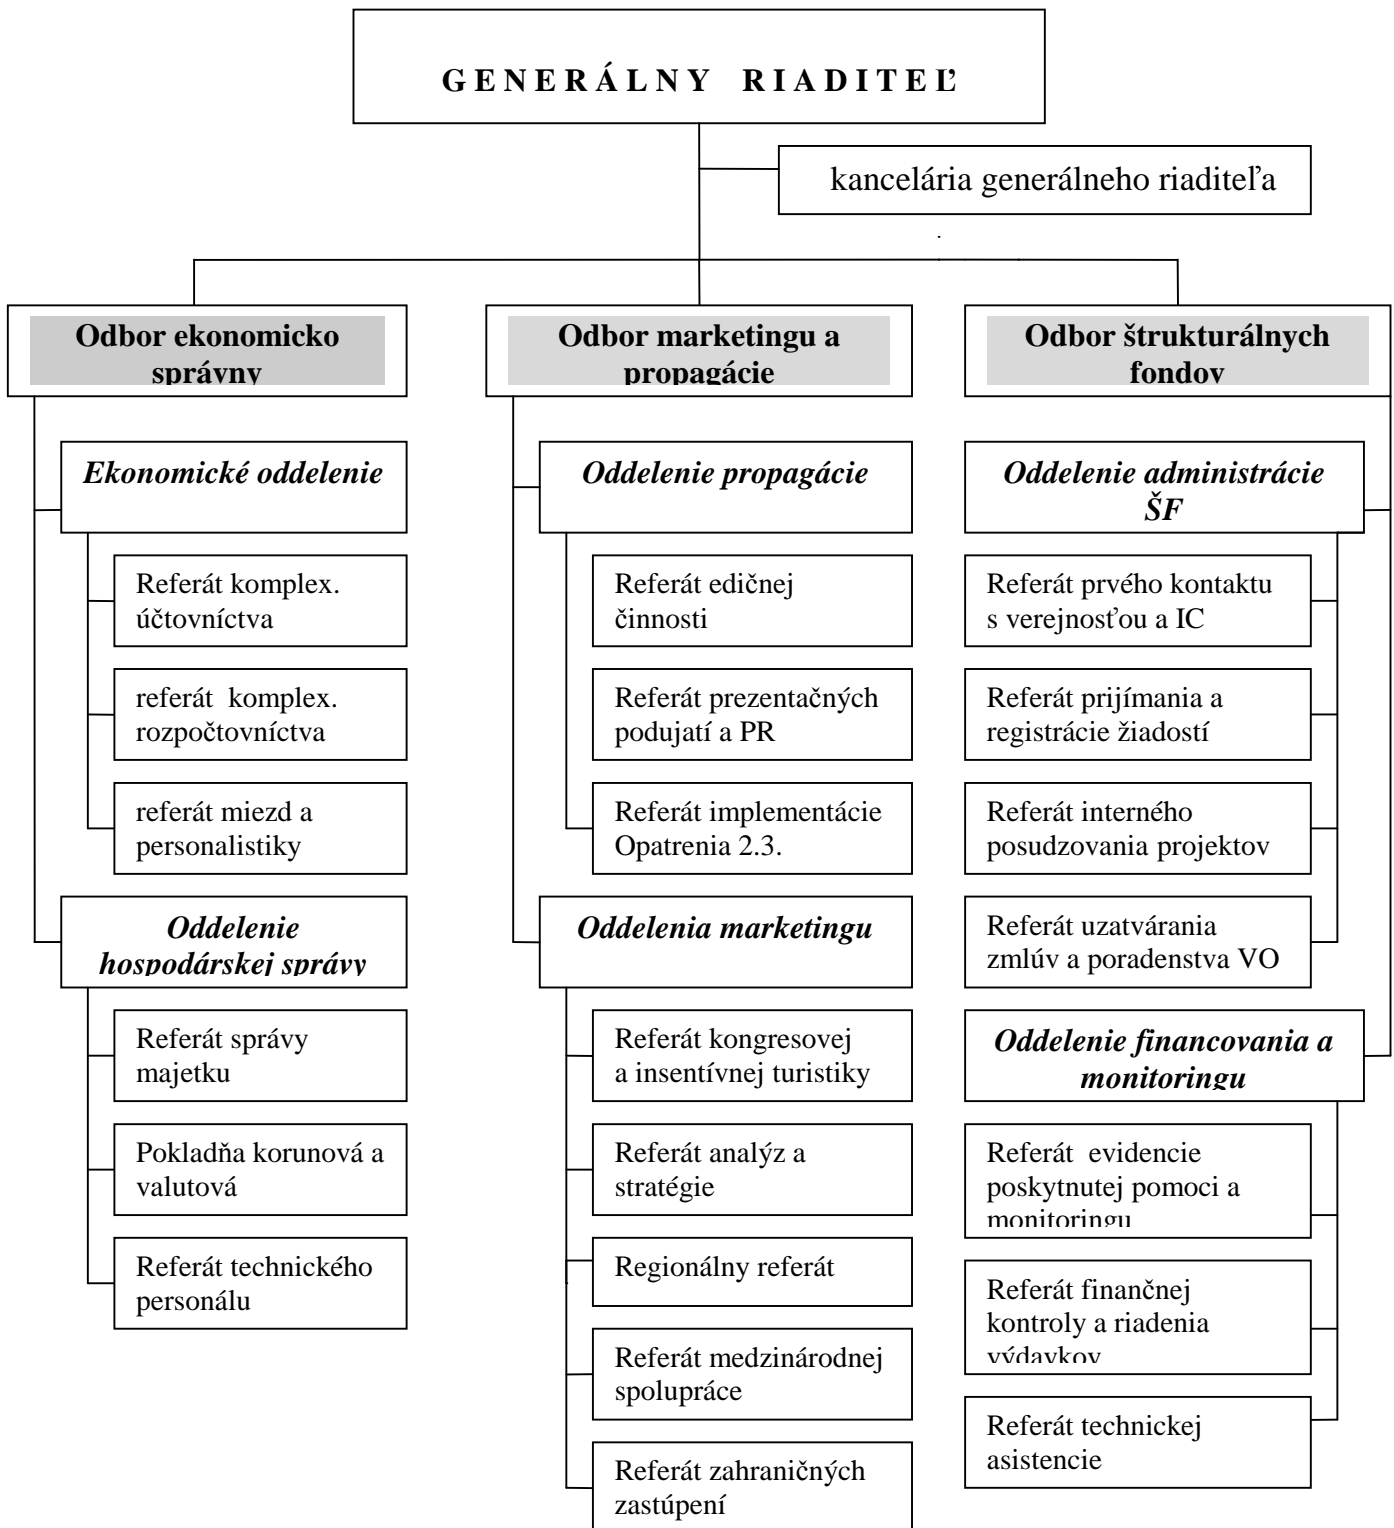 GENERÁLNY RIADITEĽ
kancelária generálneho riaditeľa
Odbor ekonomicko
správny
Ekonomické oddelenie
Referát komplex.
účtovníctva
referát komplex.
rozpočtovníctva
referát miezd a
personalistiky
Oddelenie
hospodárskej správy
Referát správy
majetku
Pokladňa korunová a
valutová
Referát technického
personálu
Odbor marketingu a
propagácie
Oddelenie propagácie
Referát edičnej
činnosti
Referát prezentačných
podujatí a PR
Referát implementácie
Opatrenia 2.3.
Oddelenia marketingu
Referát kongresovej
a insentívnej turistiky
Referát analýz a
stratégie
Regionálny referát
Referát medzinárodnej
spolupráce
Referát zahraničných
zastúpení
Odbor štrukturálnych
fondov
Oddelenie administrácie
ŠF
Referát prvého kontaktu
s verejnosťou a IC
Referát prijímania a
registrácie žiadostí
Referát interného
posudzovania projektov
Referát uzatvárania
zmlúv a poradenstva VO
Oddelenie financovania a
monitoringu
Referát evidencie
poskytnutej pomoci a
monitoringu
Referát finančnej
kontroly a riadenia
výdavkov
Referát technickej
asistencie